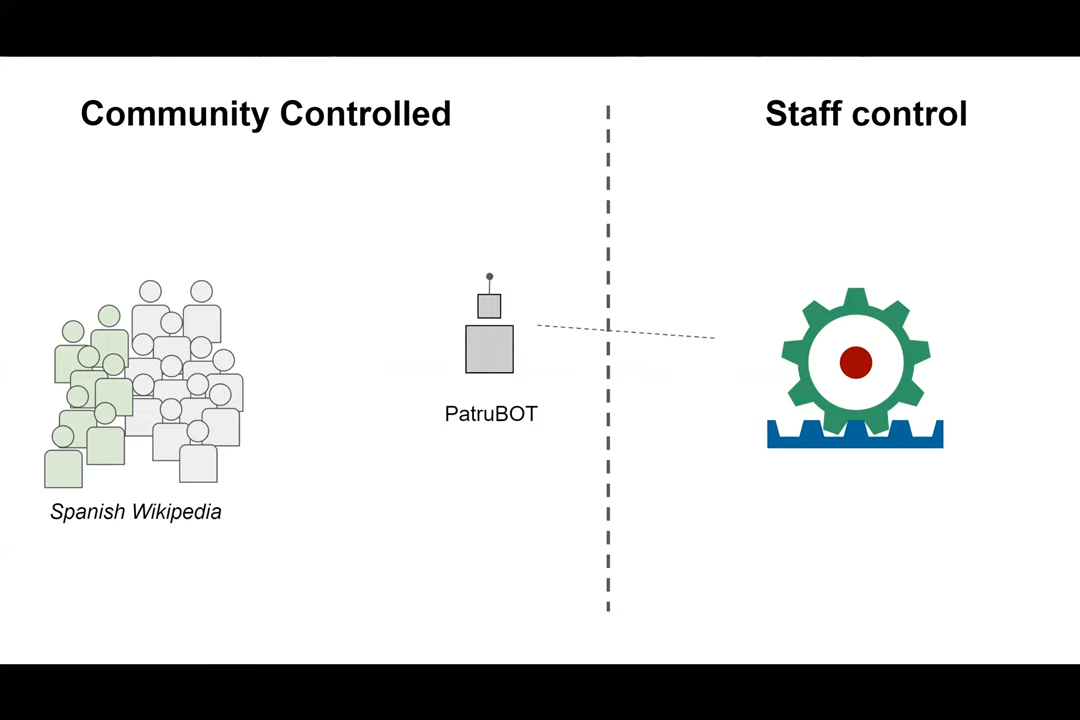 Community Controlled
Staff control
PatruBOT
Spanish Wikipedia